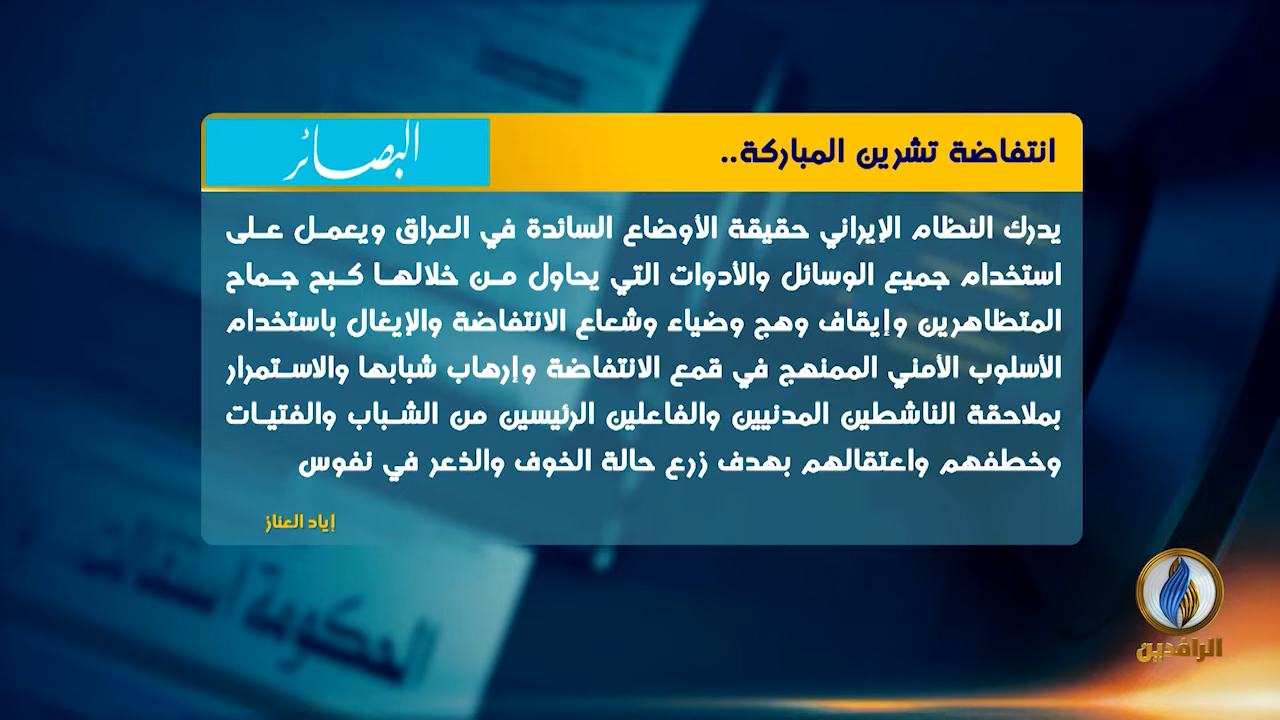 انتفاضة تشرين المباركة..
البصائر
يدرك النظام الإيراني حقيقة الأوضاع السائدة في العراق ويعمل على
استخدام جميع الوسائل والأدوات التي يحاول من خلالها كبح جماح
المتظاهرين وإيقاف وهج وضياء وشعاع الانتفاضة والإيغال باستخدام
الأسلوب الأمني الممنهج في قمع الانتفاضة وإرهاب شبابها والاستمرار
بملاحقة الناشطين المدنيين والفاعلين الرئيسين من الشباب والفتيات
وخطفهم واعتقالهم بهدف زرع حالة الخوف والذعر في نفوس
إياد العناز
الحكومة
الرافدين